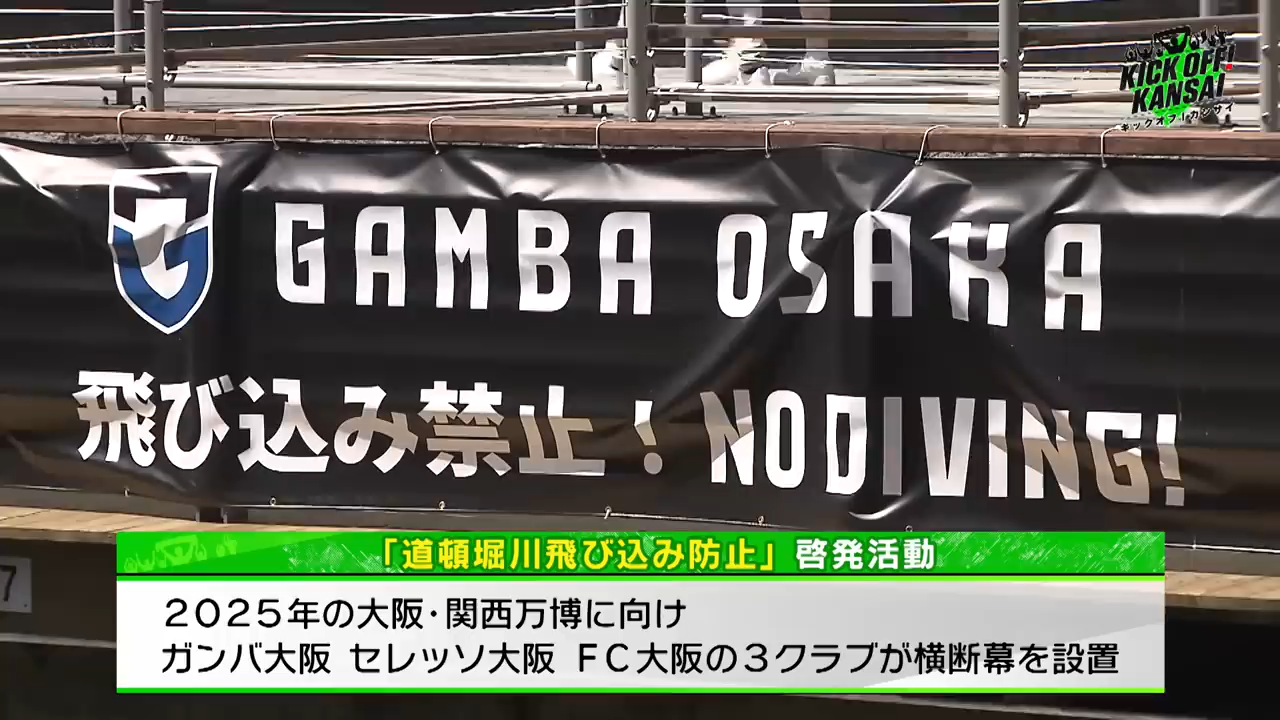 KICK OFF!
KANSAI
キックオフ!カンサイ
GAMBA OSAKA
飛び込み禁止! NO DIVING!
7
「道頓堀川飛び込み防止」啓発活動
2025年の大阪・関西万博に向け
ガンバ大阪 セレッソ大阪 FC大阪の3クラブが横断幕を設置